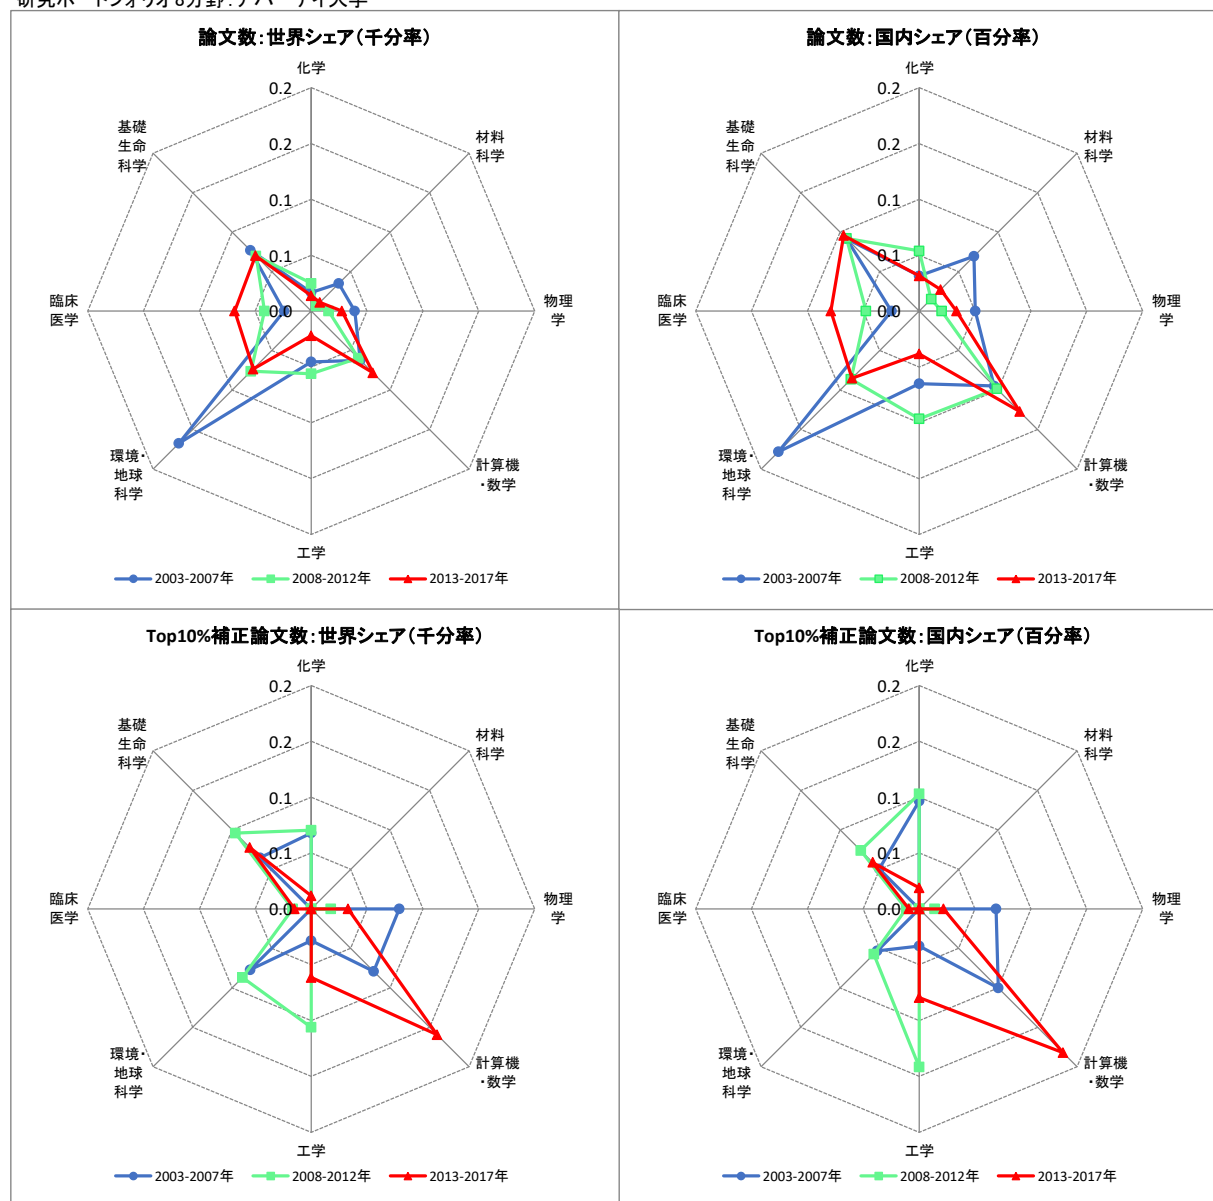 研究ポートフォリオ8分野:
論文数:世界シェア(千分率)
化学
材料
科学
物理
学
計算機
・数学
工学
環境・
地球
科学
臨床
医学
基礎
生命
科学
0.2
0.2
0.1
0.1
0.0
2003-2007年 2008-2012年 2013-2017年
論文数:国内シェア(百分率)
化学
材料
科学
物理
学
計算機
・数学
工学
環境・
地球
科学
臨床
医学
基礎
生命
科学
0.2
0.2
0.1
0.1
0.0
2003-2007年 2008-2012年 2013-2017年
Top10%補正論文数:世界シェア(千分率)
化学
材料
科学
物理
学
計算機
・数学
工学
環境・
地球
科学
臨床
医学
基礎
生命
科学
0.2
0.2
0.1
0.1
0.0
2003-2007年 2008-2012年 2013-2017年
Top10%補正論文数:国内シェア(百分率)
化学
材料
科学
物理
学
計算機
・数学
工学
環境・
地球
科学
臨床
医学
基礎
生命
科学
0.2
0.2
0.1
0.1
0.0
2003-2007年 2008-2012年 2013-2017年